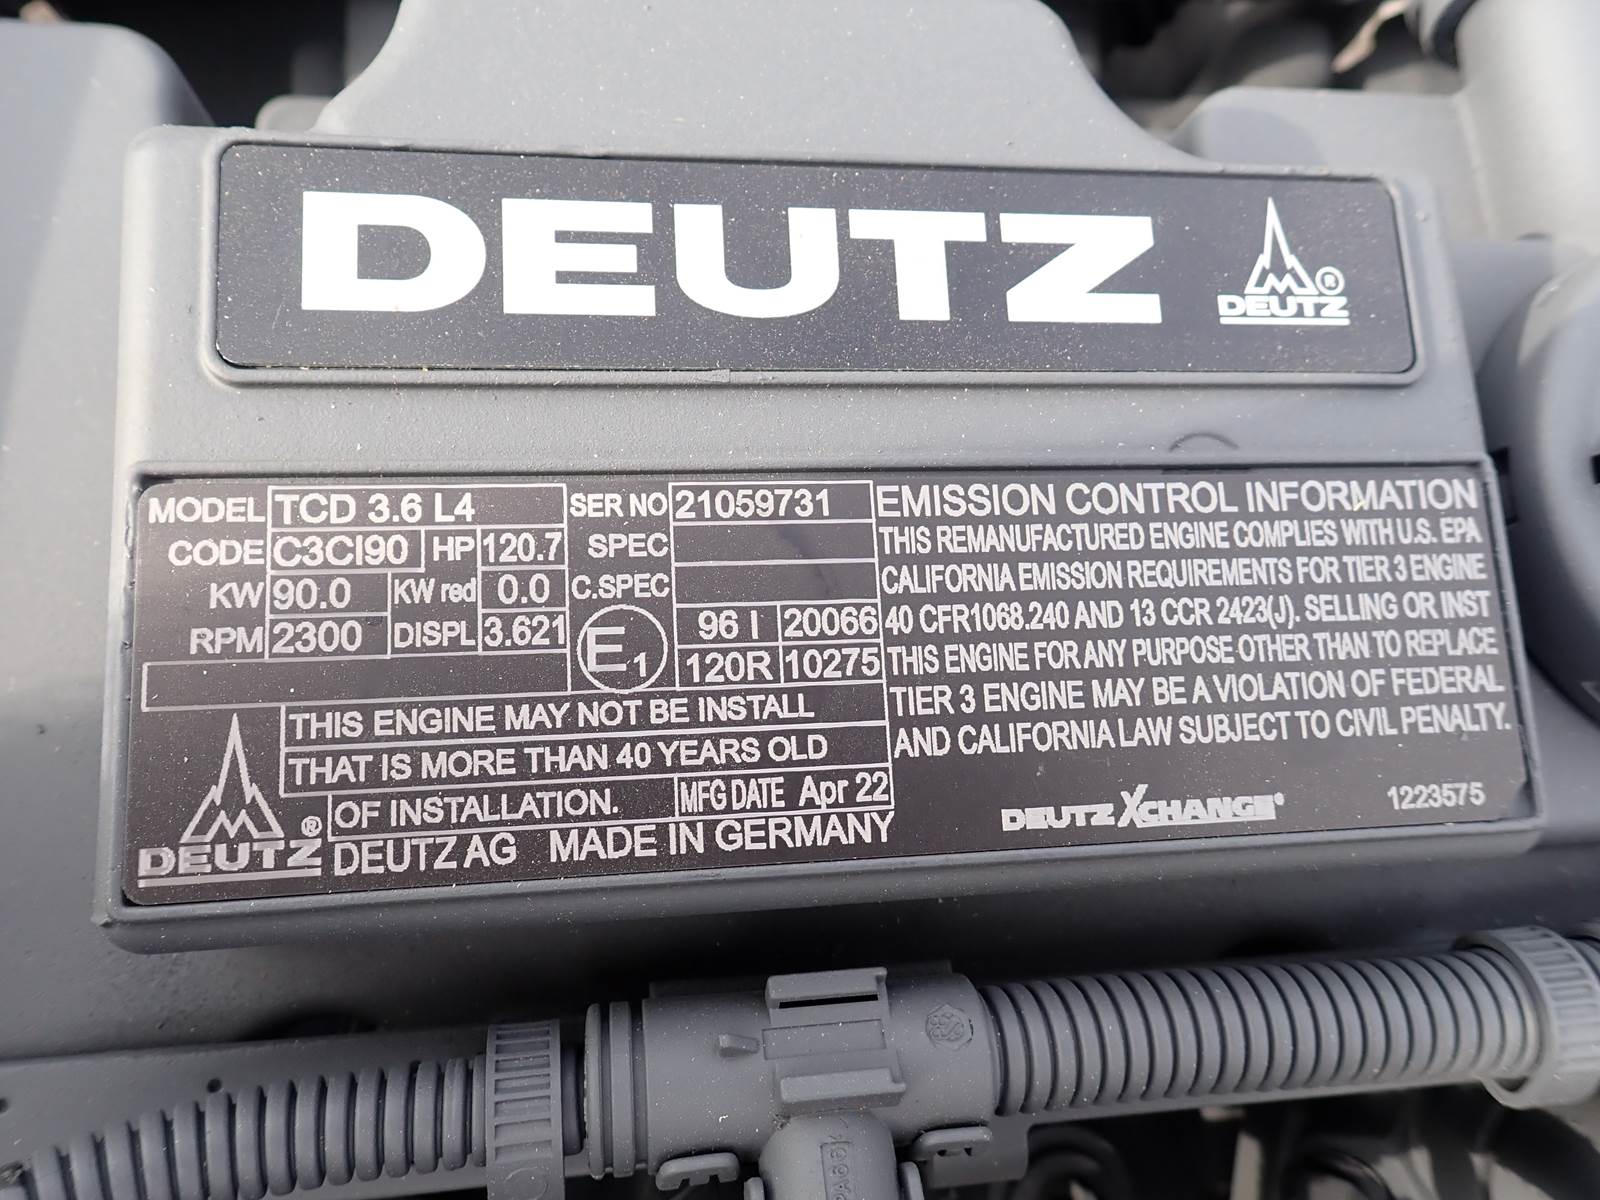 DEUTZ
DEUTZ ®
MODEL TCD 3.6 L4 SER NO 21059731
CODE C3CI90 HP 120.7 SPEC
KW 90.0 KW red 0.0 C.SPEC
RPM 2300 DISPL 3.621 E1 96 I 20066
120R 10275
THIS ENGINE MAY NOT BE INSTALL
THAT IS MORE THAN 40 YEARS OLD
OF INSTALLATION. MFG DATE Apr 22
® DEUTZ DEUTZ AG MADE IN GERMANY
EMISSION CONTROL INFORMATION
THIS REMANUFACTURED ENGINE COMPLIES WITH U.S. EPA
CALIFORNIA EMISSION REQUIREMENTS FOR TIER 3 ENGINE
40 CFR1068.240 AND 13 CCR 2423(J). SELLING OR INST
THIS ENGINE FOR ANY PURPOSE OTHER THAN TO REPLACE
TIER 3 ENGINE MAY BE A VIOLATION OF FEDERAL
AND CALIFORNIA LAW SUBJECT TO CIVIL PENALTY.
DEUTZ XCHANGE® 1223575